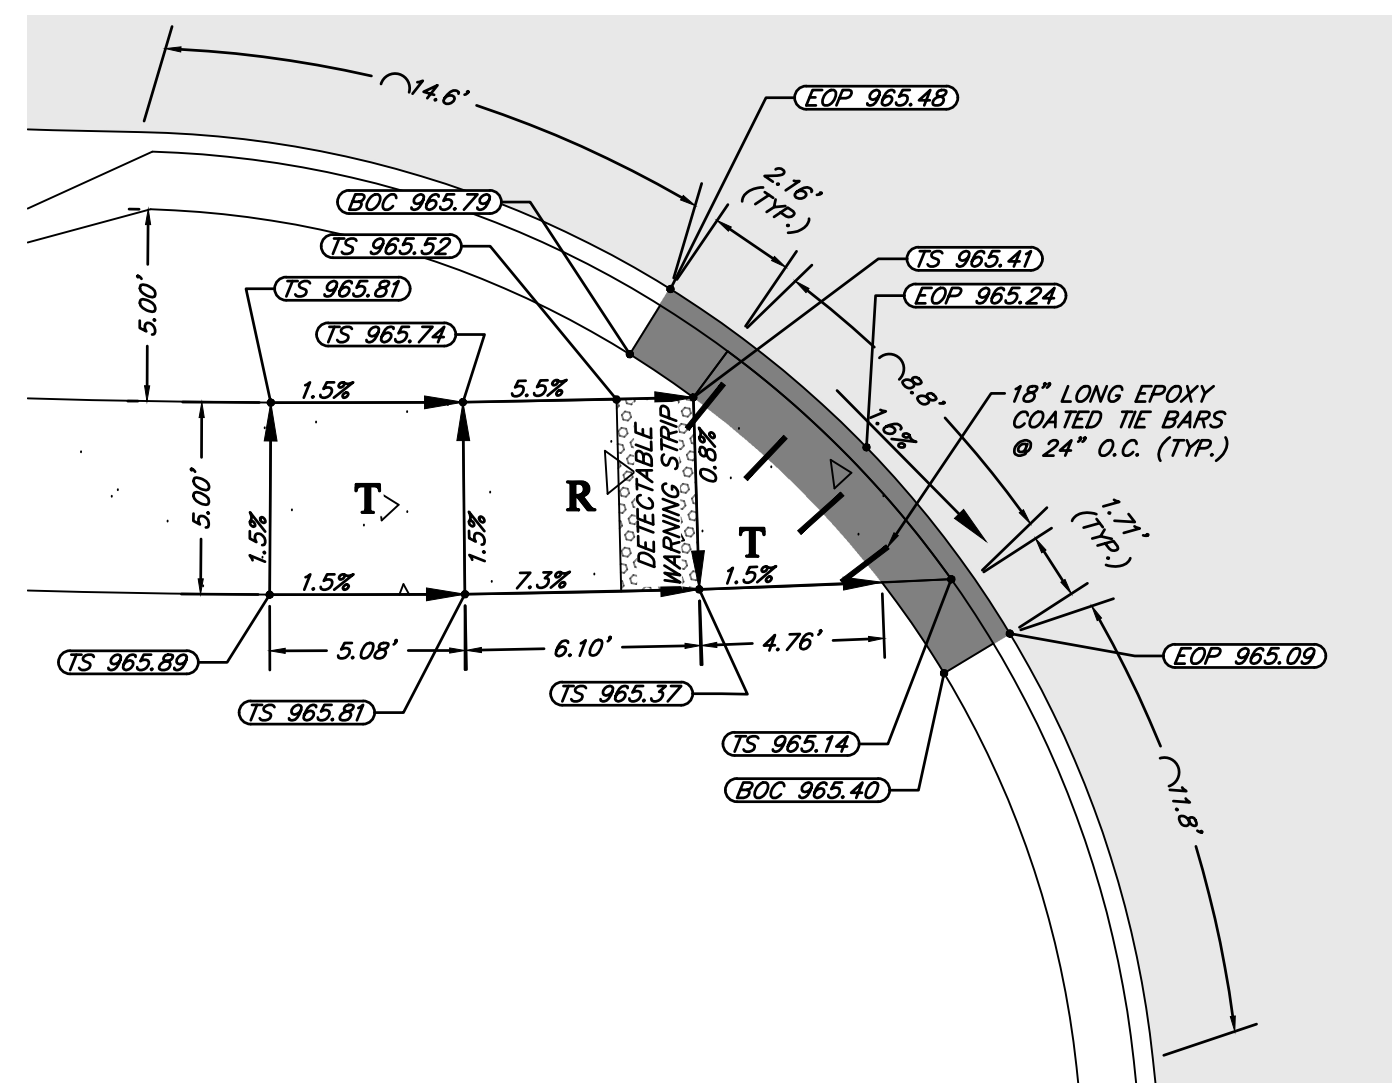 14.6'
EOP 965.48
2.16'
(TYP.)
BOC 965.79
TS 965.52
TS 965.41
TS 965.81
EOP 965.24
5.00'
TS 965.74
1.5%
5.5%
8.8'
18" LONG EPOXY
COATED TIE BARS
@ 24" O.C. (TYP.)
1.6%
0.8%
DETECTABLE
WARNING STRIP
5.00'
T
R
T
1.5%
1.5%
1.71'
(TYP.)
1.5%
7.3%
1.5%
5.08'
6.10'
4.76'
TS 965.89
EOP 965.09
TS 965.37
TS 965.81
TS 965.14
BOC 965.40
11.8'